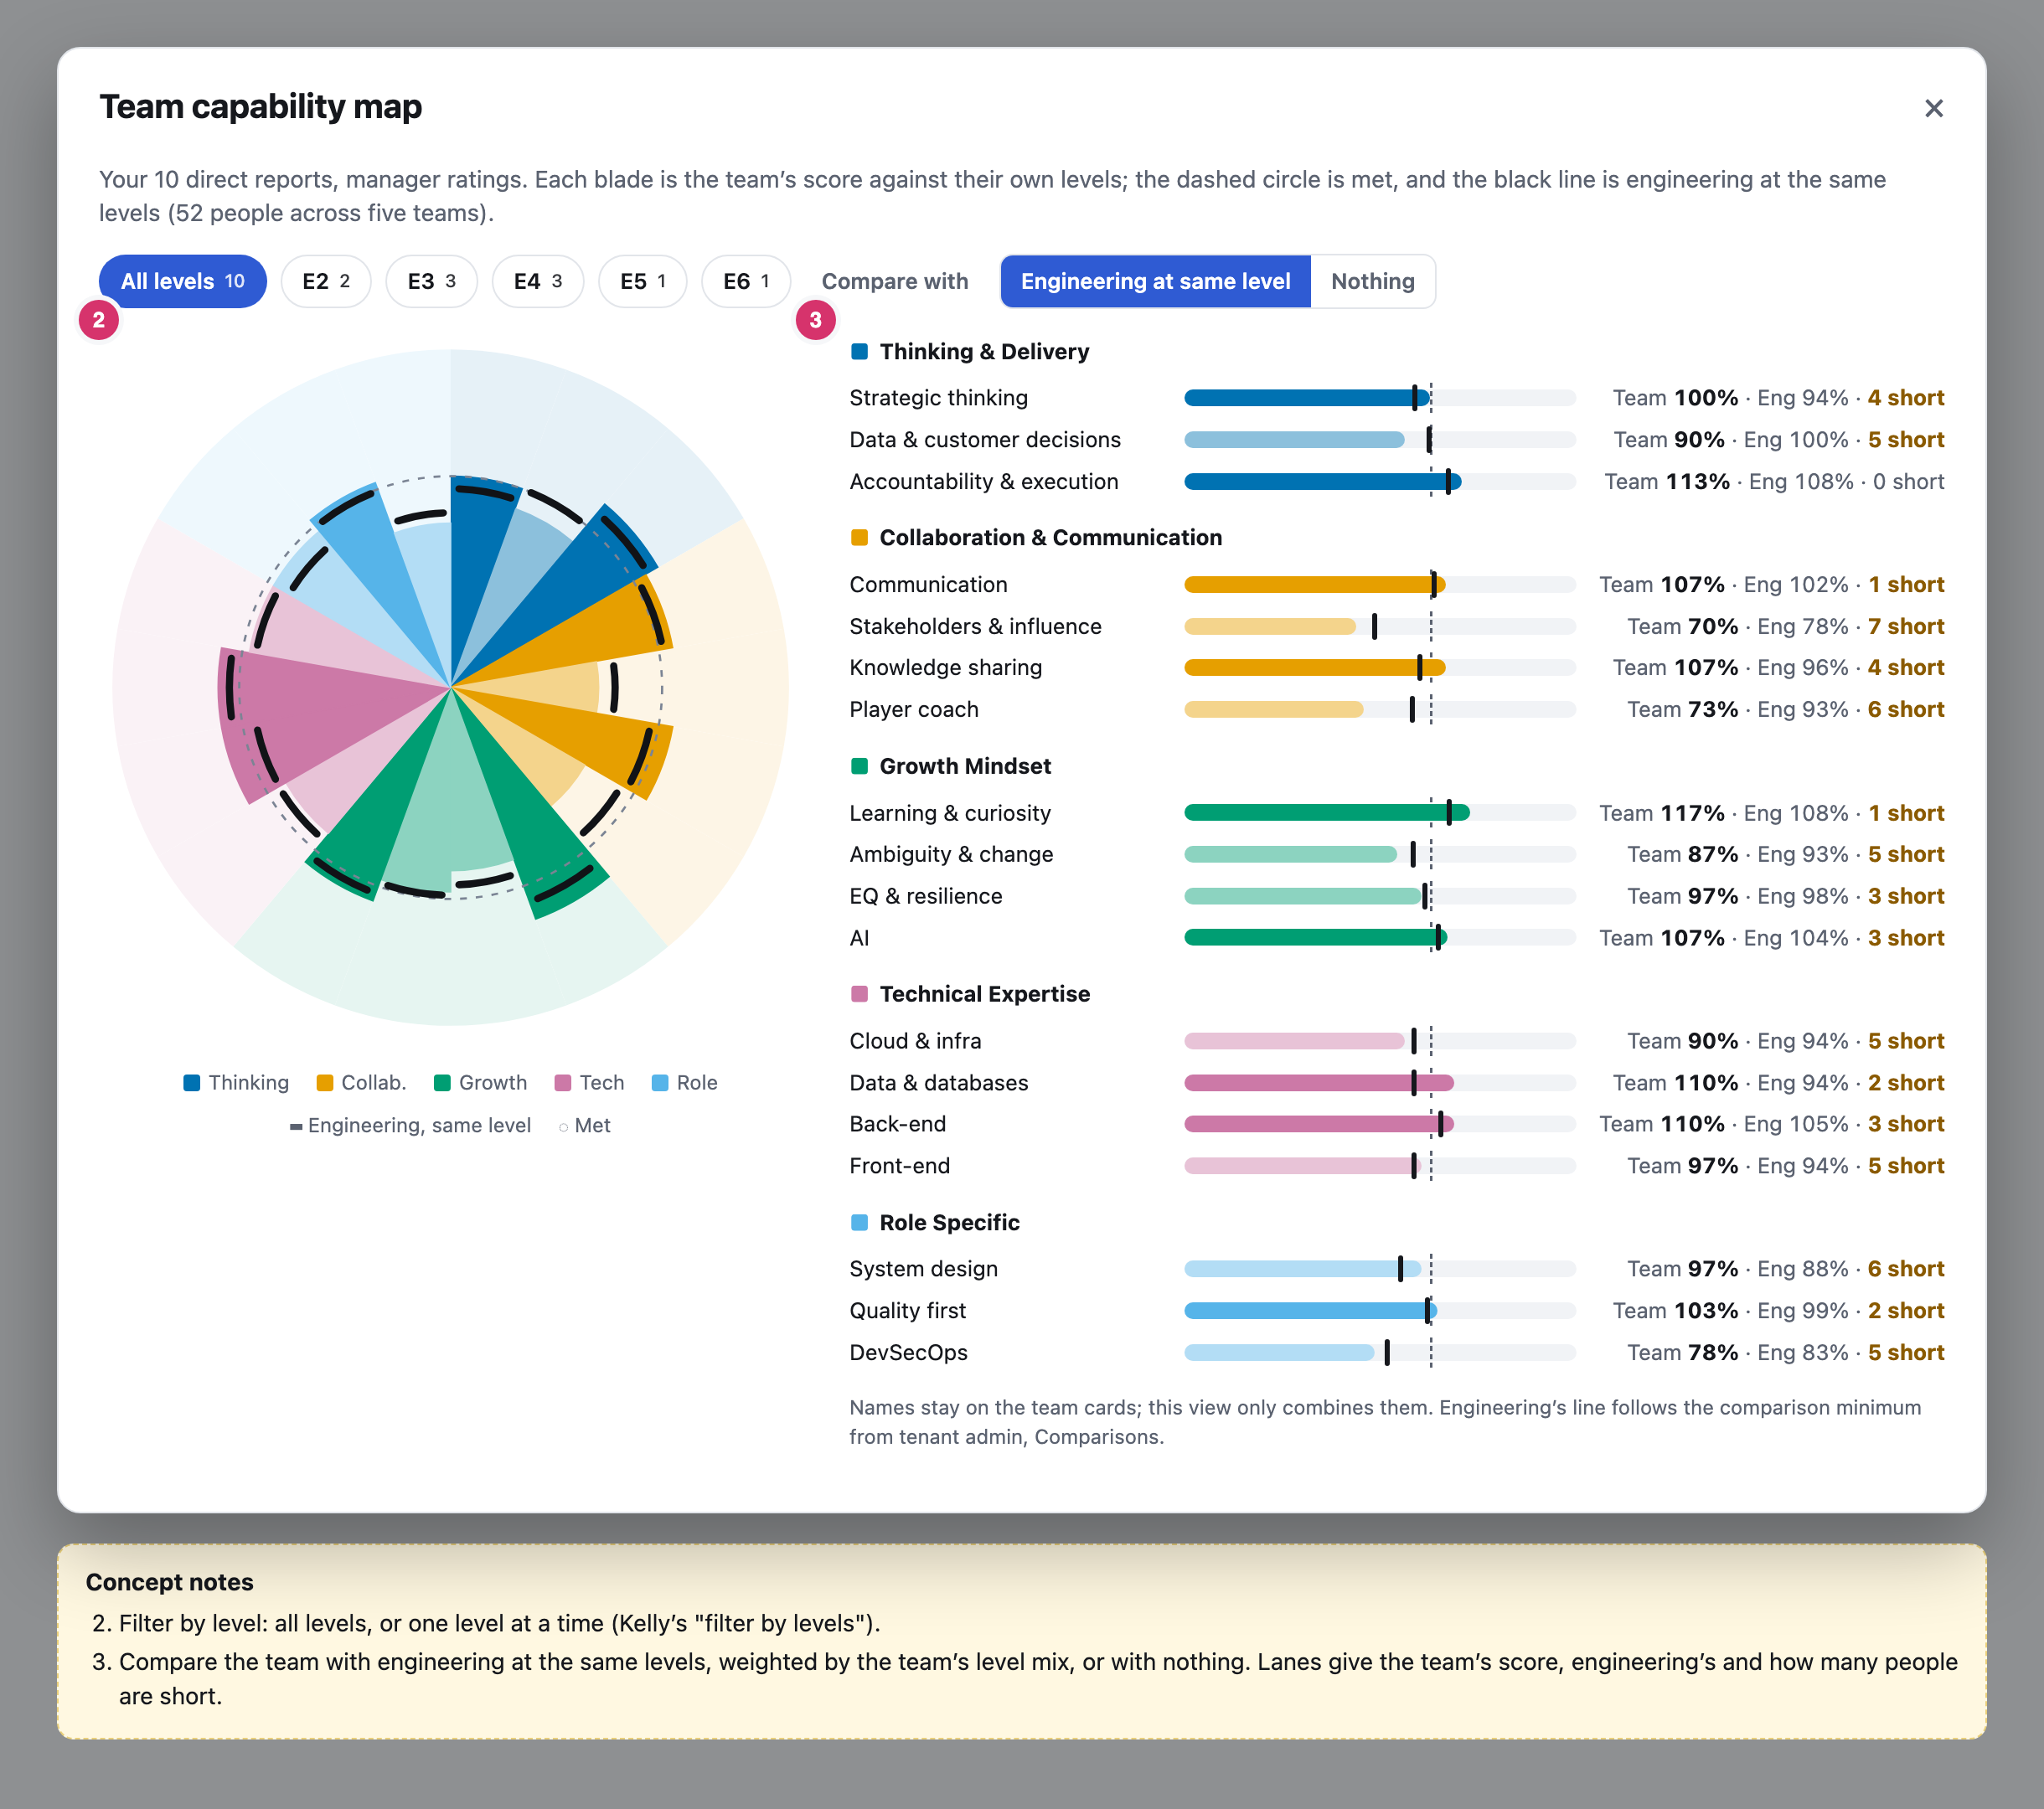 Team capability map
Your 10 direct reports, manager ratings. Each blade is the team’s score against their own levels; the dashed circle is met, and the black line is engineering at the same
levels (52 people across five teams).
All levels 10 E2 2 E3 3 E4 3 E5 1 E6 1 Compare with Engineering at same level Nothing
2
3
Thinking Collab. Growth Tech Role
Engineering, same level Met
Thinking & Delivery
Strategic thinking Team 100% · Eng 94% · 4 short
Data & customer decisions Team 90% · Eng 100% · 5 short
Accountability & execution Team 113% · Eng 108% · 0 short
Collaboration & Communication
Communication Team 107% · Eng 102% · 1 short
Stakeholders & influence Team 70% · Eng 78% · 7 short
Knowledge sharing Team 107% · Eng 96% · 4 short
Player coach Team 73% · Eng 93% · 6 short
Growth Mindset
Learning & curiosity Team 117% · Eng 108% · 1 short
Ambiguity & change Team 87% · Eng 93% · 5 short
EQ & resilience Team 97% · Eng 98% · 3 short
AI Team 107% · Eng 104% · 3 short
Technical Expertise
Cloud & infra Team 90% · Eng 94% · 5 short
Data & databases Team 110% · Eng 94% · 2 short
Back-end Team 110% · Eng 105% · 3 short
Front-end Team 97% · Eng 94% · 5 short
Role Specific
System design Team 97% · Eng 88% · 6 short
Quality first Team 103% · Eng 99% · 2 short
DevSecOps Team 78% · Eng 83% · 5 short
Names stay on the team cards; this view only combines them. Engineering’s line follows the comparison minimum
from tenant admin, Comparisons.
Concept notes
2. Filter by level: all levels, or one level at a time (Kelly’s "filter by levels").
3. Compare the team with engineering at the same levels, weighted by the team’s level mix, or with nothing. Lanes give the team’s score, engineering’s and how many people
are short.